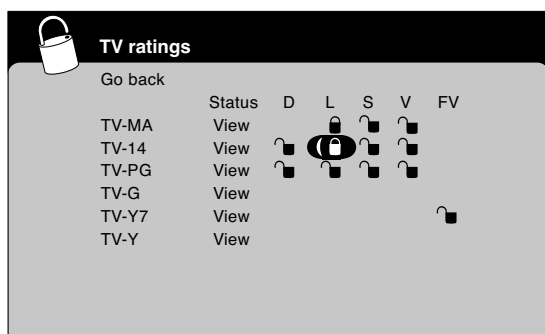 TV ratings
Go back
Status D L S V FV
TV-MA View
TV-14 View
TV-PG View
TV-G View
TV-Y7 View
TV-Y View